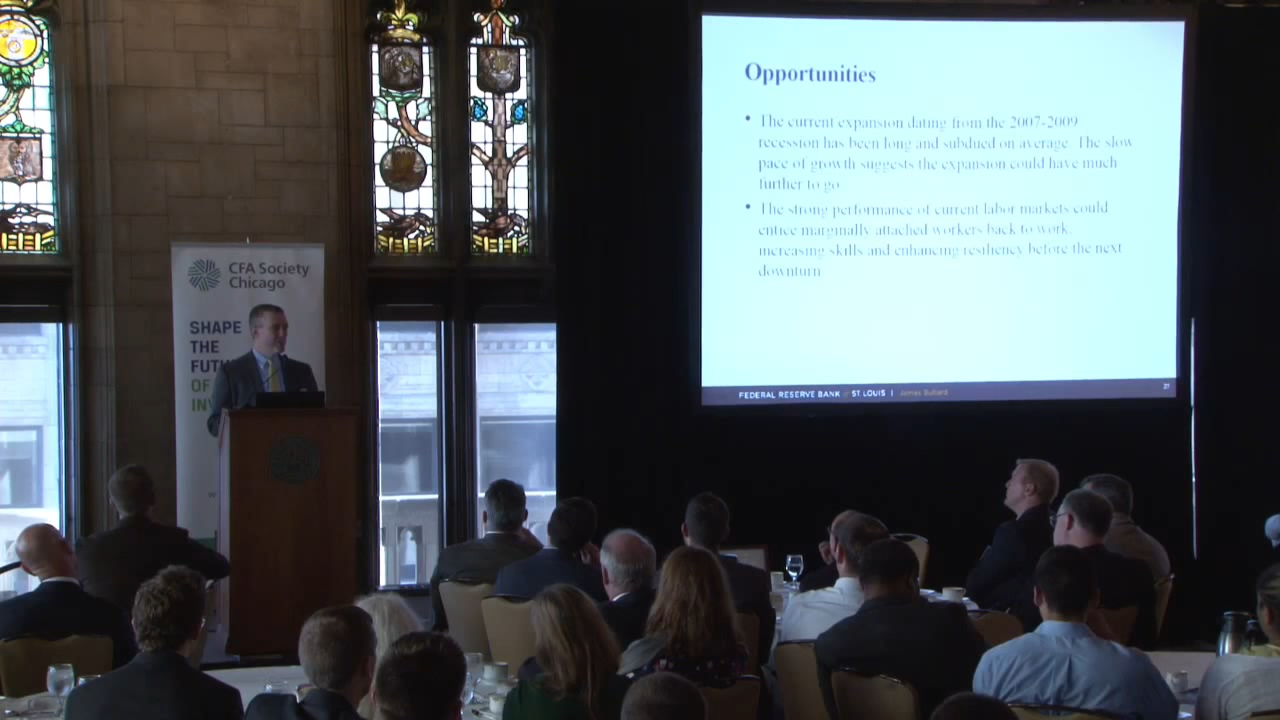 CFA Society
Chicago
SHAPE
THE
OF
Opportunities
• The current expansion dating from the 2007-2009
recession has been long and subdued on average. The slow
pace of growth suggests the expansion could have much
further to go.
• The strong performance of current labor markets could
entice marginally attached workers back to work,
increasing skills and enhancing resiliency before the next
downturn.
FEDERAL RESERVE BANK of ST LOUIS | James Bullard